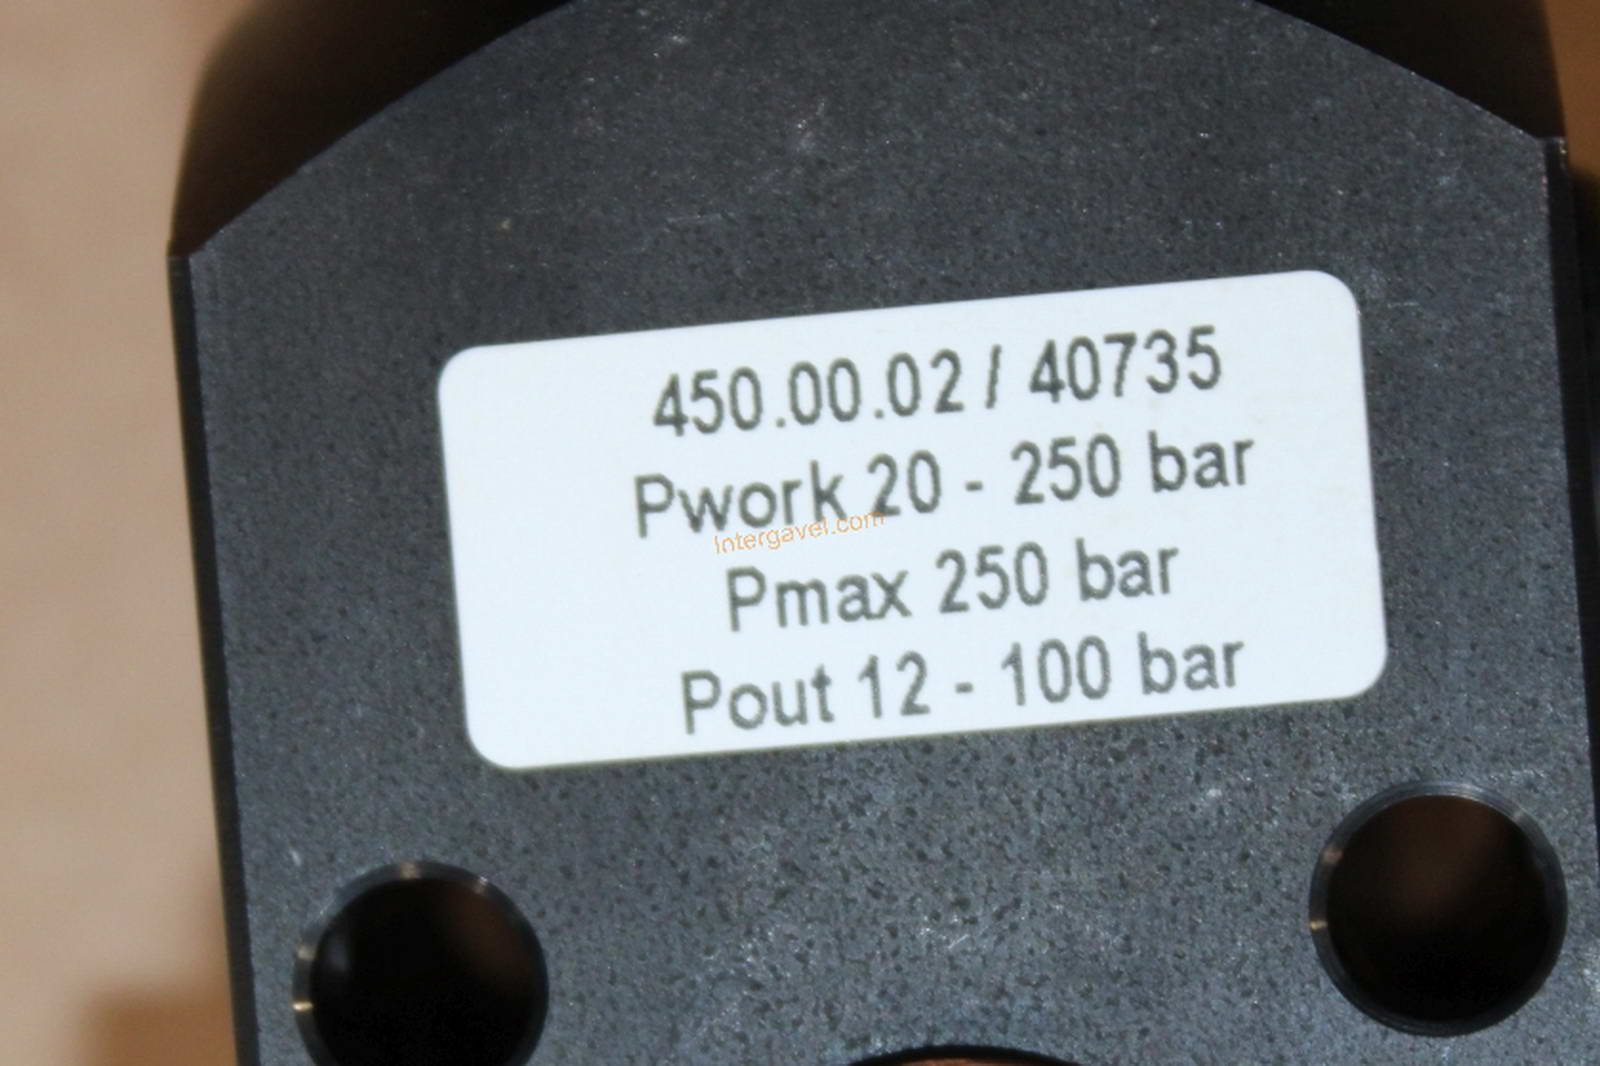 450.00.02 / 40735
Pwork 20 - 250 bar
Intergavel.com
Pmax 250 bar
Pout 12 - 100 bar